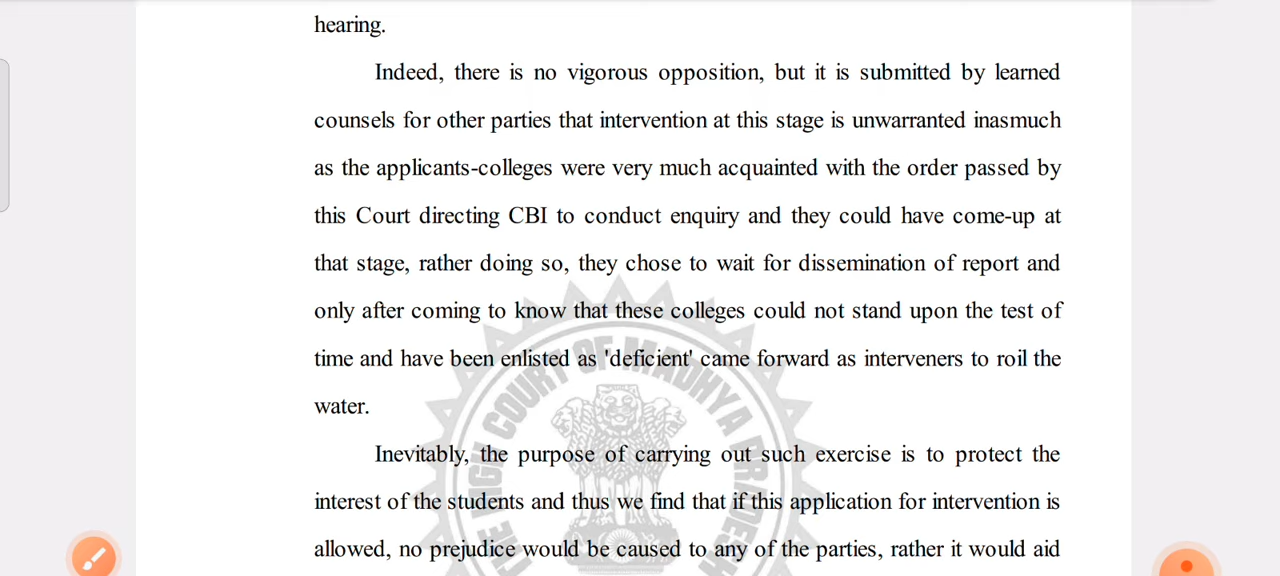 hearing.
Indeed, there is no vigorous opposition, but it is submitted by learned
counsels for other parties that intervention at this stage is unwarranted inasmuch
as the applicants-colleges were very much acquainted with the order passed by
this Court directing CBI to conduct enquiry and they could have come-up at
that stage, rather doing so, they chose to wait for dissemination of report and
only after coming to know that these colleges could not stand upon the test of
time and have been enlisted as 'deficient' came forward as interveners to roil the
water.
Inevitably, the purpose of carrying out such exercise is to protect the
interest of the students and thus we find that if this application for intervention is
allowed, no prejudice would be caused to any of the parties, rather it would aid
THE HIGH COURT OF MADHYA PRADESH